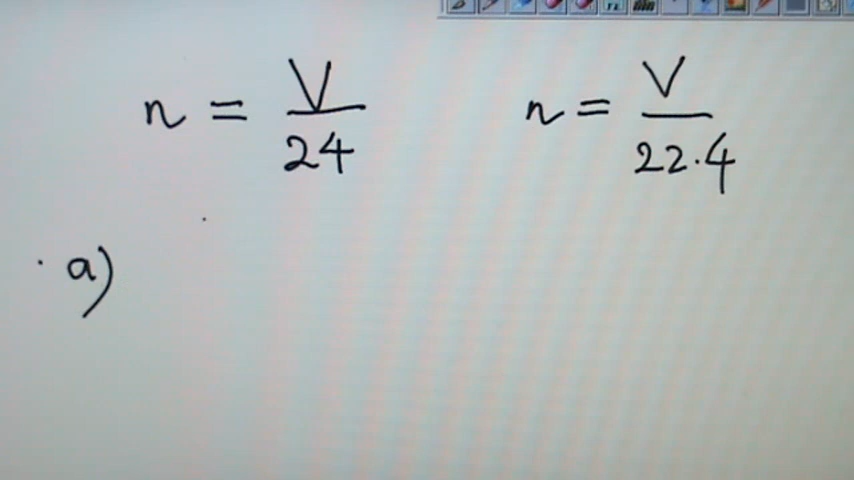 n = V/24 n = V/22.4
a)